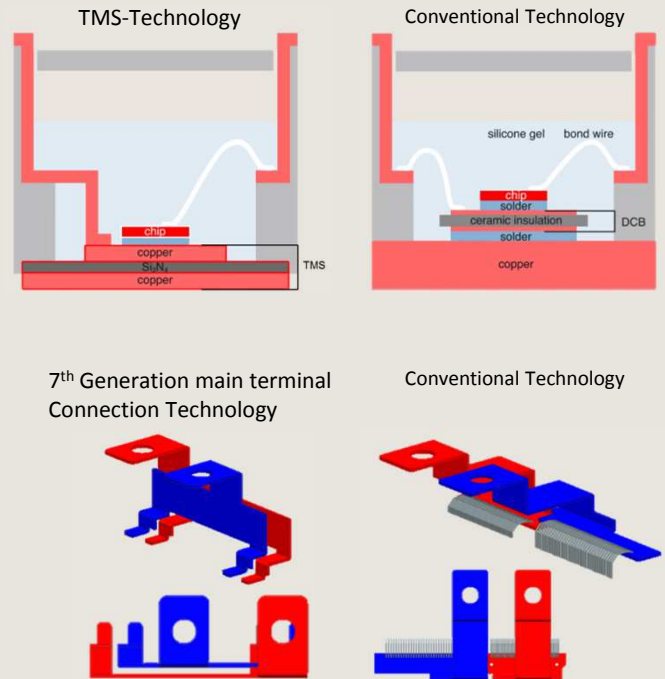 TMS-Technology
Conventional Technology
silicone gel bond wire
chip
copper
Si₃N₄
copper
TMS
chip
solder
ceramic insulation
DCB
solder
copper
7th Generation main terminal
Connection Technology
Conventional Technology